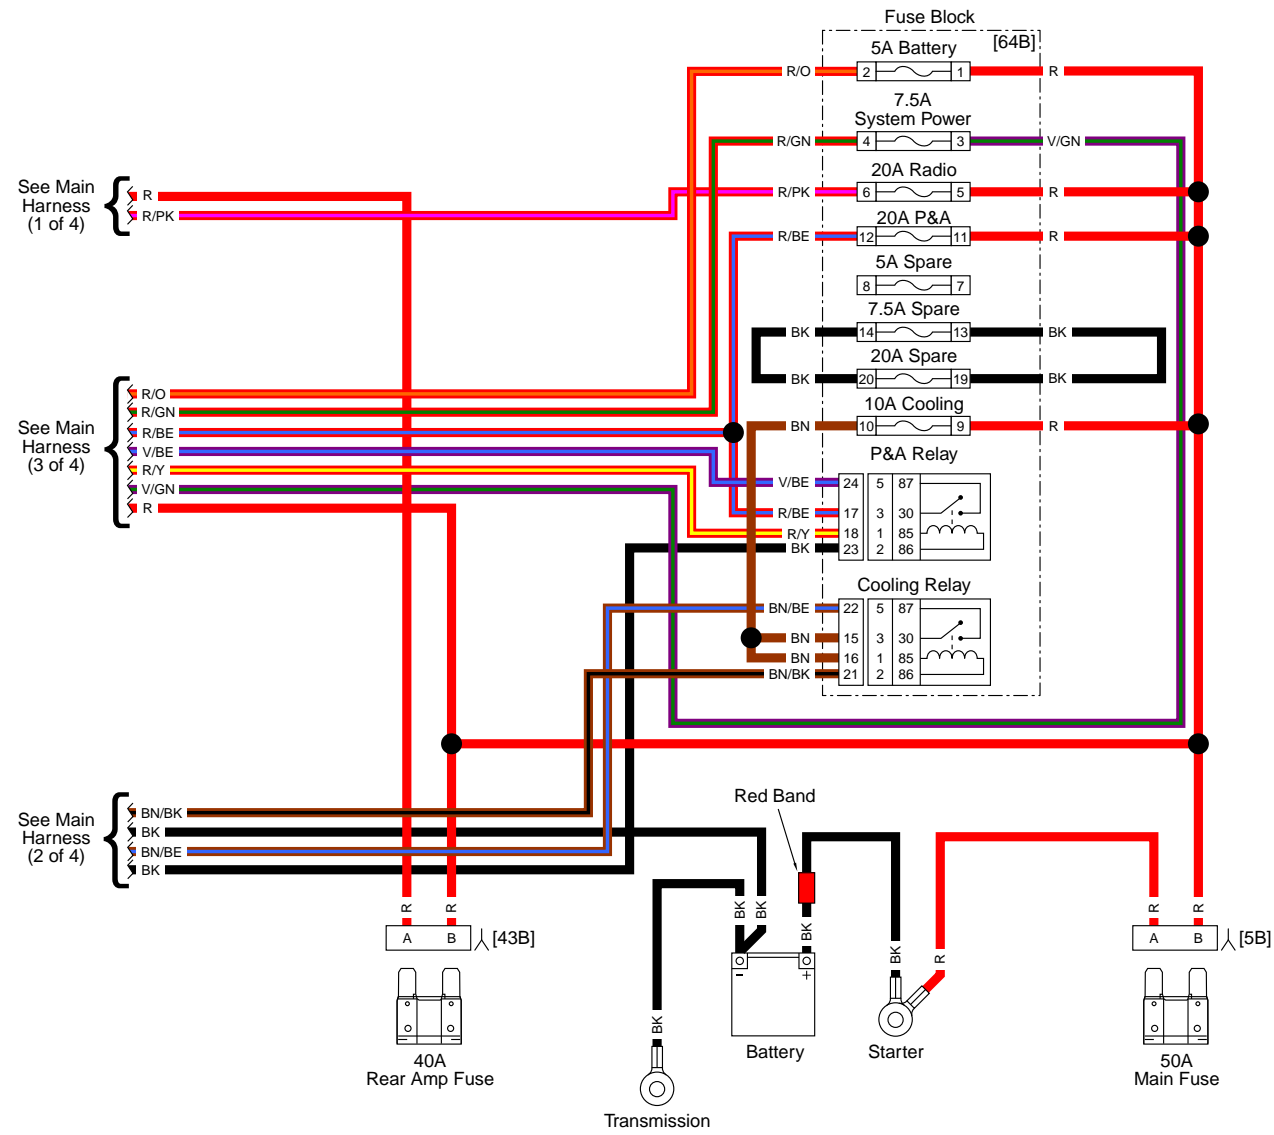 Fuse Block
[64B]
5A Battery
R/O 2 1 R
7.5A
System Power
R/GN 4 3 V/GN
20A Radio
R/PK 6 5 R
20A P&A
R/BE 12 11 R
5A Spare
8 7
7.5A Spare
BK 14 13 BK
20A Spare
BK 20 19 BK
10A Cooling
BN 10 9 R
P&A Relay
V/BE 24 5 87
R/BE 17 3 30
R/Y 18 1 85
BK 23 2 86
Cooling Relay
BN/BE 22 5 87
BN 15 3 30
BN 16 1 85
BN/BK 21 2 86
See Main
Harness
(1 of 4)
R
R/PK
See Main
Harness
(3 of 4)
R/O
R/GN
R/BE
V/BE
R/Y
V/GN
R
See Main
Harness
(2 of 4)
BN/BK
BK
BN/BE
BK
Red Band
R R
A B [43B]
40A
Rear Amp Fuse
BK BK BK
- +
Battery
BK
Transmission
BK R
Starter
R R
A B [5B]
50A
Main Fuse